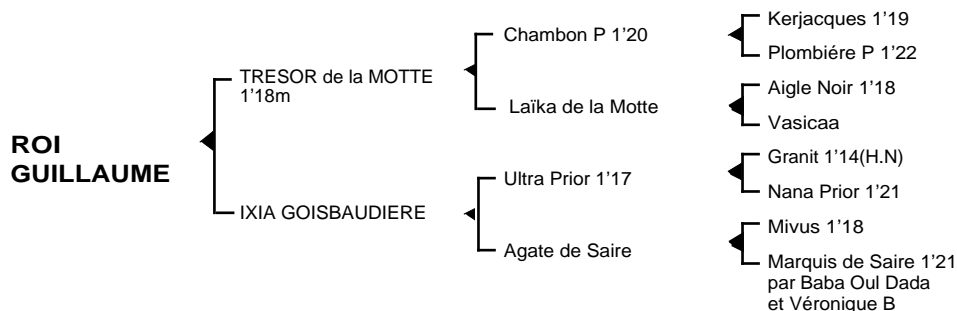 ROI
GUILLAUME
TRESOR de la MOTTE
1’18m
IXIA GOISBAUDIERE
Chambon P 1’20
Laïka de la Motte
Ultra Prior 1’17
Agate de Saire
Kerjacques 1’19
Plombiére P 1’22
Aigle Noir 1’18
Vasicaa
Granit 1’14(H.N)
Nana Prior 1’21
Mivus 1’18
Marquis de Saire 1’21
par Baba Oul Dada
et Véronique B